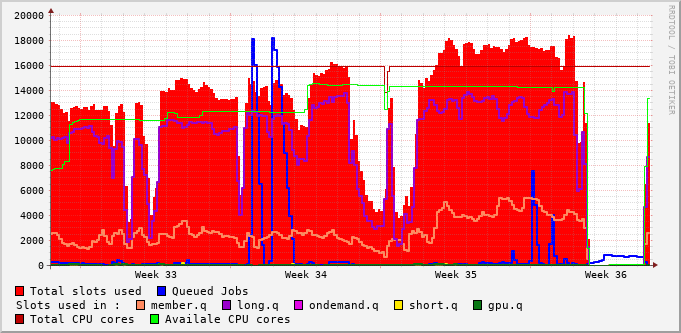 RRDTOOL / TOBI OETIKER
20000
18000
16000
14000
12000
10000
8000
6000
4000
2000
0
Week 33 Week 34 Week 35 Week 36
Total slots used Queued Jobs
Slots used in : member.q long.q ondemand.q short.q gpu.q
Total CPU cores Availale CPU cores